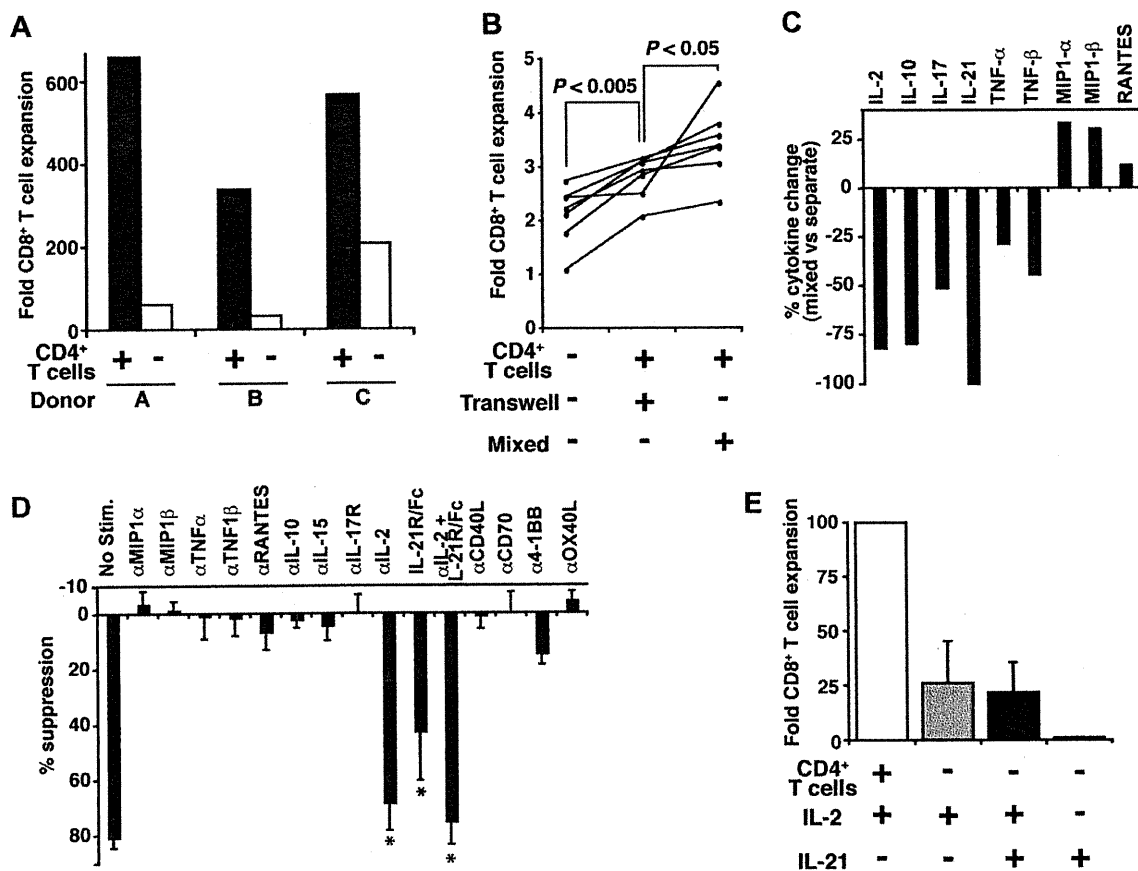 A
Fold CD8+ T cell expansion
600
400
200
0
CD4+ T cells + - + - + -
Donor A B C
B
P < 0.005
P < 0.05
Fold CD8+ T cell expansion
5
4
3
2
1
0
CD4+ T cells - + +
Transwell - + -
Mixed - - +
C
IL-2
IL-10
IL-17
IL-21
TNF-α
TNF-β
MIP1-α
MIP1-β
RANTES
% cytokine change
(mixed vs separate)
25
0
-25
-50
-75
-100
D
No Stim.
αMIP1α
αMIP1β
αTNFα
αTNF1β
αRANTES
αIL-10
αIL-15
αIL-17R
αIL-2
IL-21R/Fc
αIL-2 +
L-21R/Fc
αCD40L
αCD70
α4-1BB
αOX40L
% suppression
-10
0
20
40
60
80
*
*
*
E
Fold CD8+ T cell expansion
100
75
50
25
0
CD4+ T cells + - - -
IL-2 + + + -
IL-21 - - + +